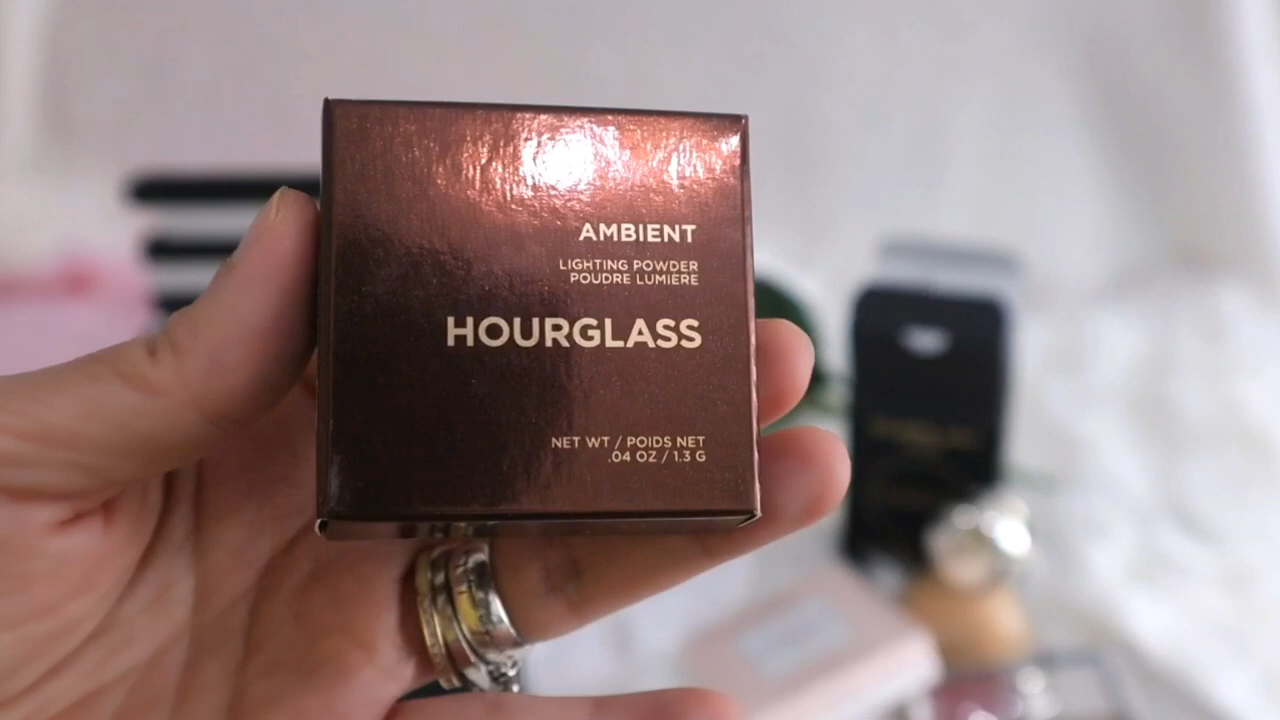 AMBIENT
LIGHTING POWDER
POUDRE LUMIERE
HOURGLASS
NET WT / POIDS NET
.04 OZ / 1.3 G